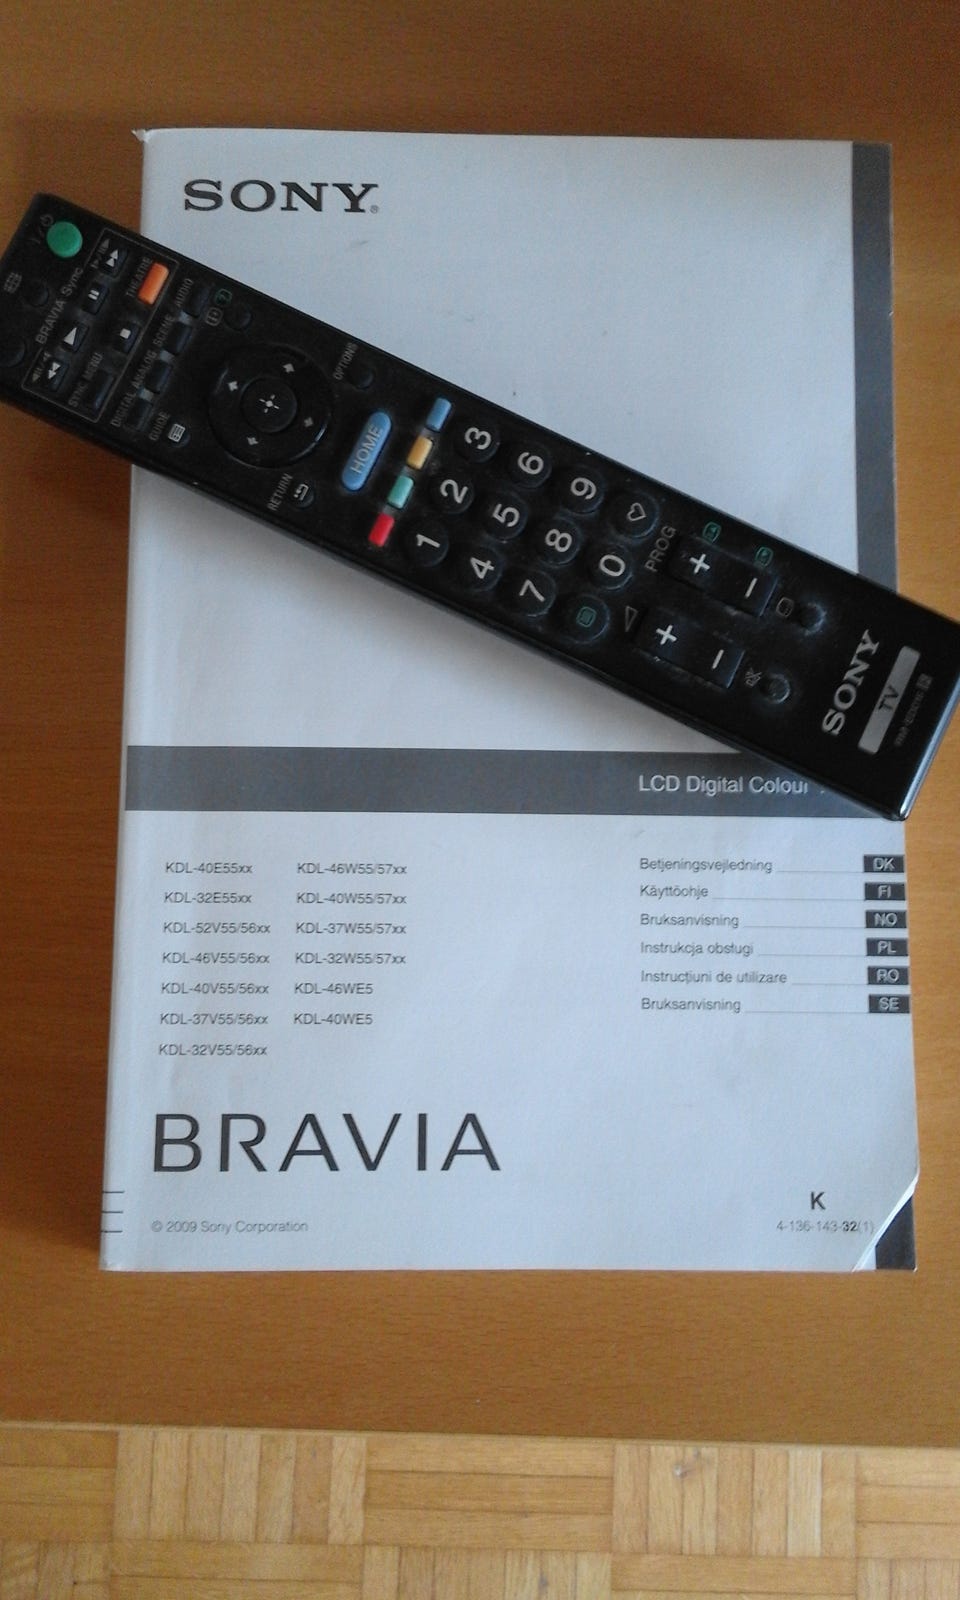 SONY
BRAVIA Sync
SYNC MENU
THEATRE
DIGITAL
ANALOG
SCENE
AUDIO
GUIDE
RETURN
OPTIONS
HOME
1
2
3
4
5
6
7
8
9
0
PROG
+
−
+
−
SONY
TV
LCD Digital Colour
KDL-40E55xx
KDL-32E55xx
KDL-52V55/56xx
KDL-46V55/56xx
KDL-40V55/56xx
KDL-37V55/56xx
KDL-32V55/56xx
KDL-46W55/57xx
KDL-40W55/57xx
KDL-37W55/57xx
KDL-32W55/57xx
KDL-46WE5
KDL-40WE5
Betjeningsvejledning DK
Käyttöohje FI
Bruksanvisning NO
Instrukcja obsługi PL
Instrucţiuni de utilizare RO
Bruksanvisning SE
BRAVIA
© 2009 Sony Corporation
K
4-136-143-32(1)